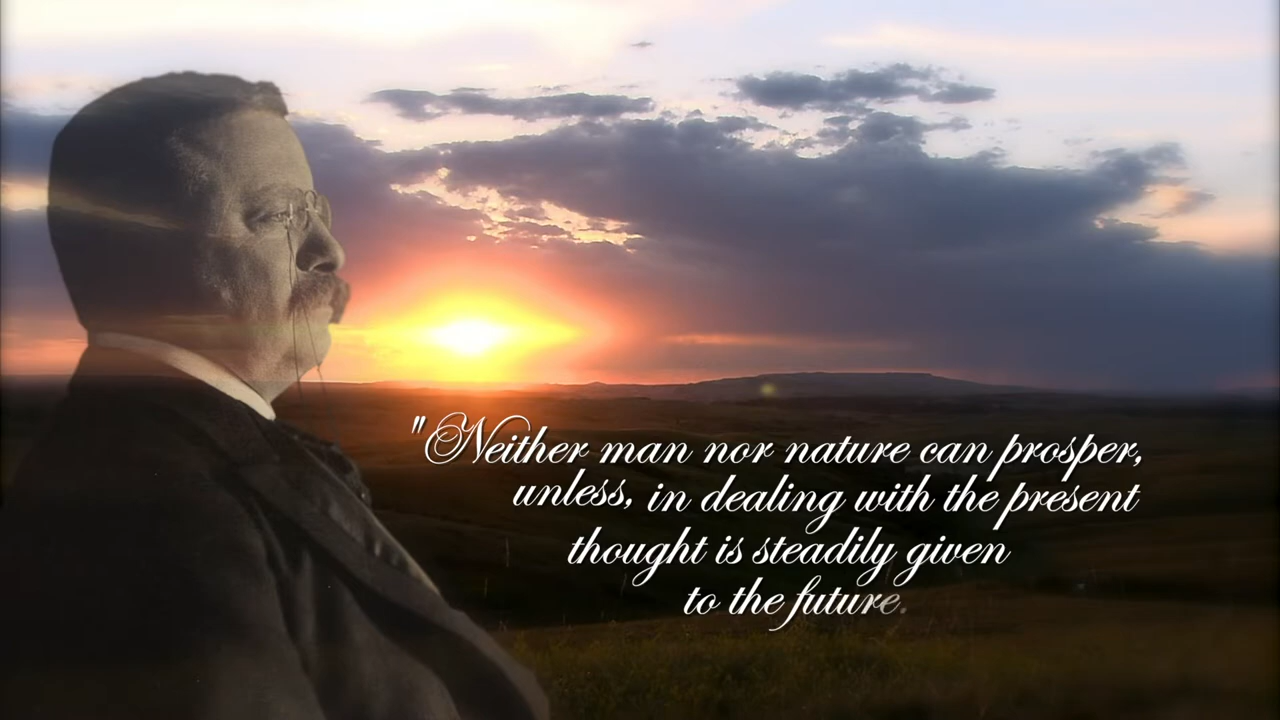 "Neither man nor nature can prosper,
unless, in dealing with the present
thought is steadily given
to the future.